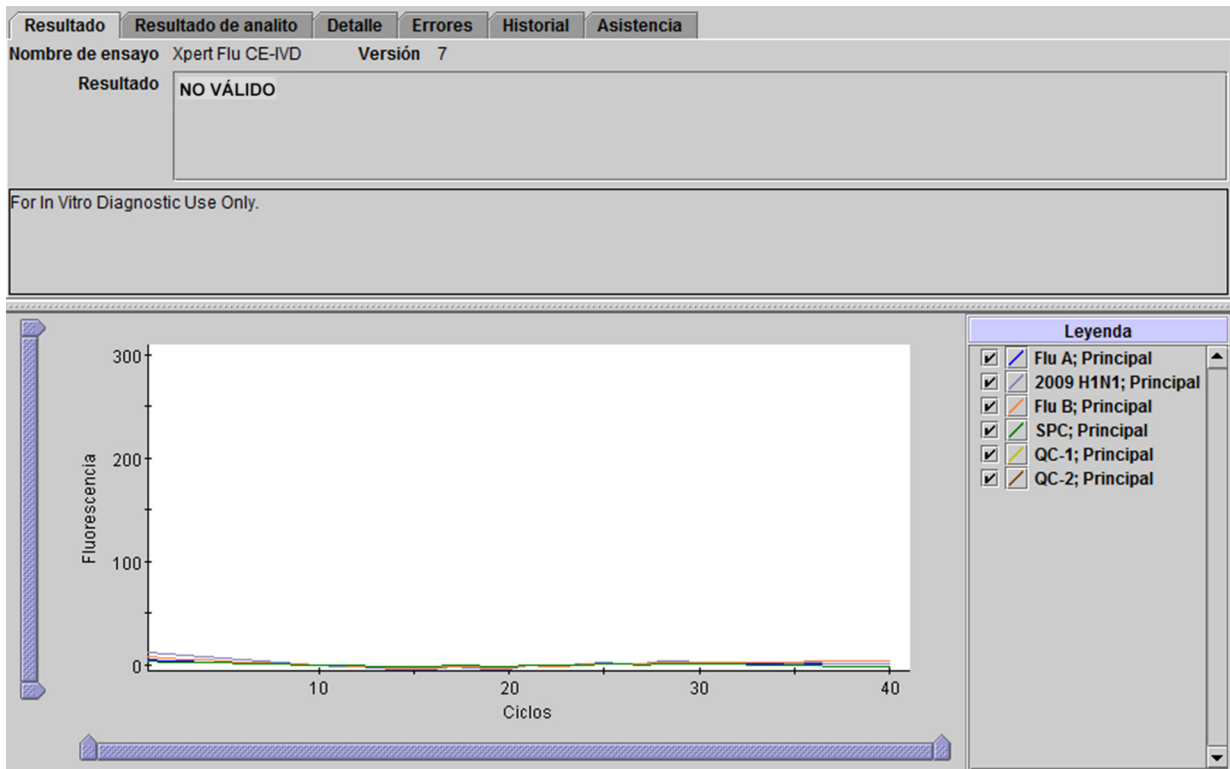 Resultado Resultado de analito Detalle Errores Historial Asistencia
Nombre de ensayo Xpert Flu CE-IVD Versión 7
Resultado NO VÁLIDO
For In Vitro Diagnostic Use Only.
Leyenda
Flu A; Principal
2009 H1N1; Principal
Flu B; Principal
SPC; Principal
QC-1; Principal
QC-2; Principal
300
200
100
0
Fluorescencia
10 20 30 40
Ciclos